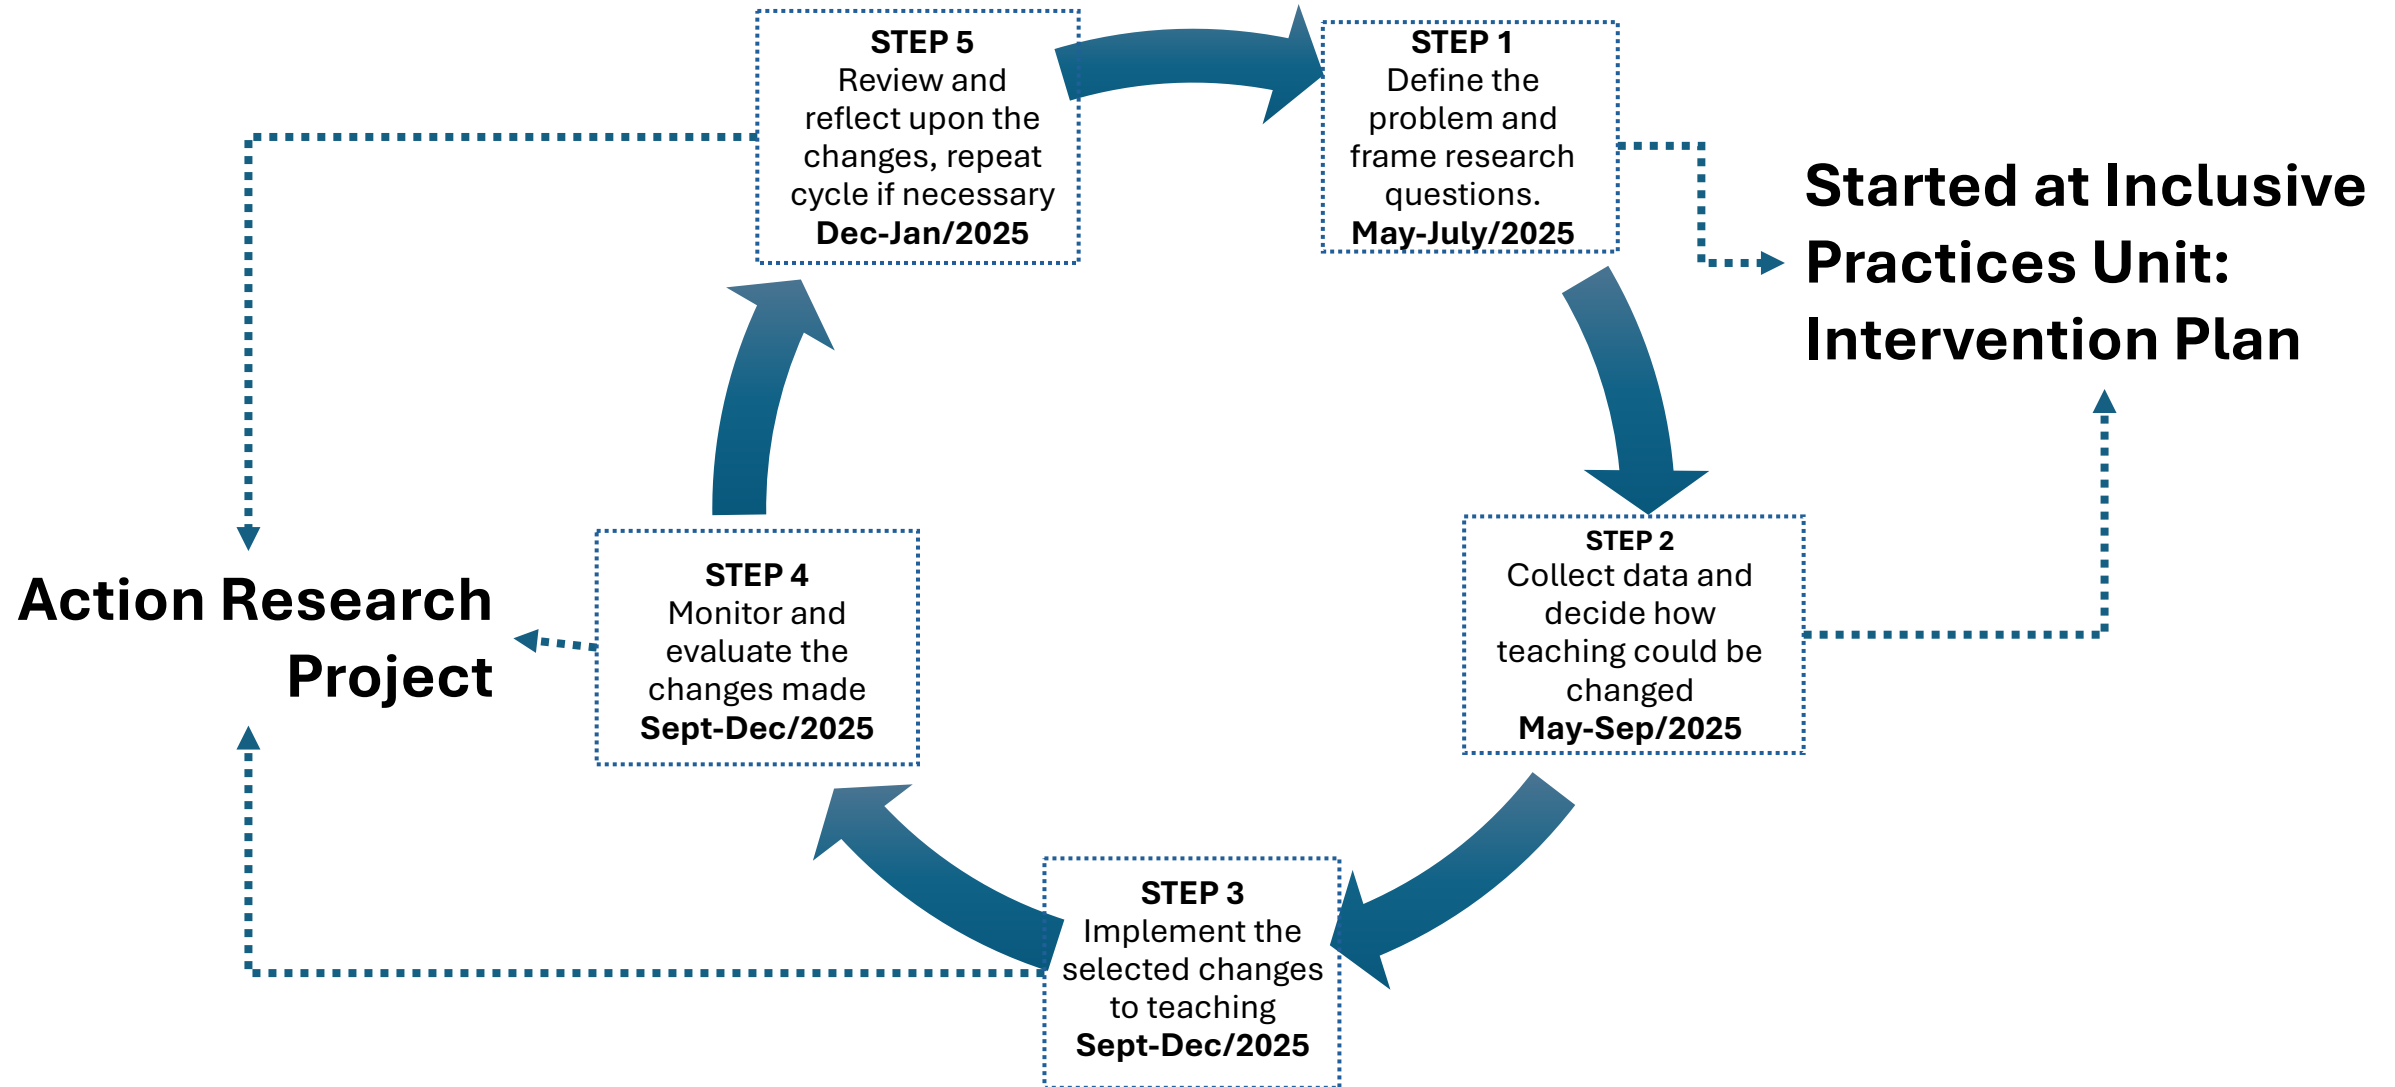 STEP 5
Review and
reflect upon the
changes, repeat
cycle if necessary
Dec-Jan/2025
STEP 1
Define the
problem and
frame research
questions.
May-July/2025
Started at Inclusive
Practices Unit:
Intervention Plan
STEP 2
Collect data and
decide how
teaching could be
changed
May-Sep/2025
STEP 3
Implement the
selected changes
to teaching
Sept-Dec/2025
STEP 4
Monitor and
evaluate the
changes made
Sept-Dec/2025
Action Research
Project